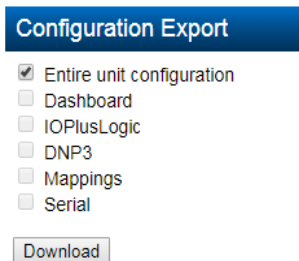 Configuration Export
Entire unit configuration
Dashboard
IOPlusLogic
DNP3
Mappings
Serial
Download